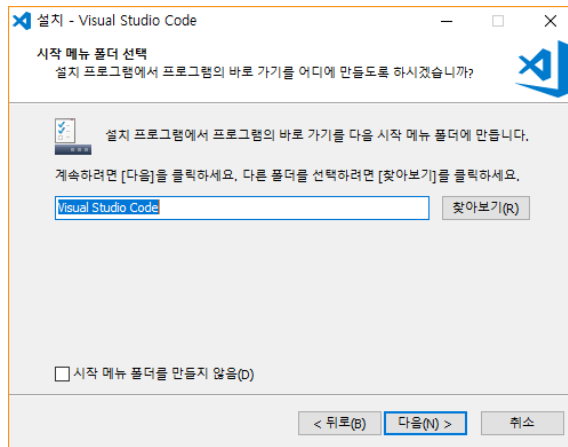 설치 - Visual Studio Code
시작 메뉴 폴더 선택
설치 프로그램에서 프로그램의 바로 가기를 어디에 만들도록 하시겠습니까?
설치 프로그램에서 프로그램의 바로 가기를 다음 시작 메뉴 폴더에 만듭니다.
계속하려면 [다음]을 클릭하세요. 다른 폴더를 선택하려면 [찾아보기]를 클릭하세요.
Visual Studio Code 찾아보기(R)
시작 메뉴 폴더를 만들지 않음(D)
< 뒤로(B) 다음(N) > 취소